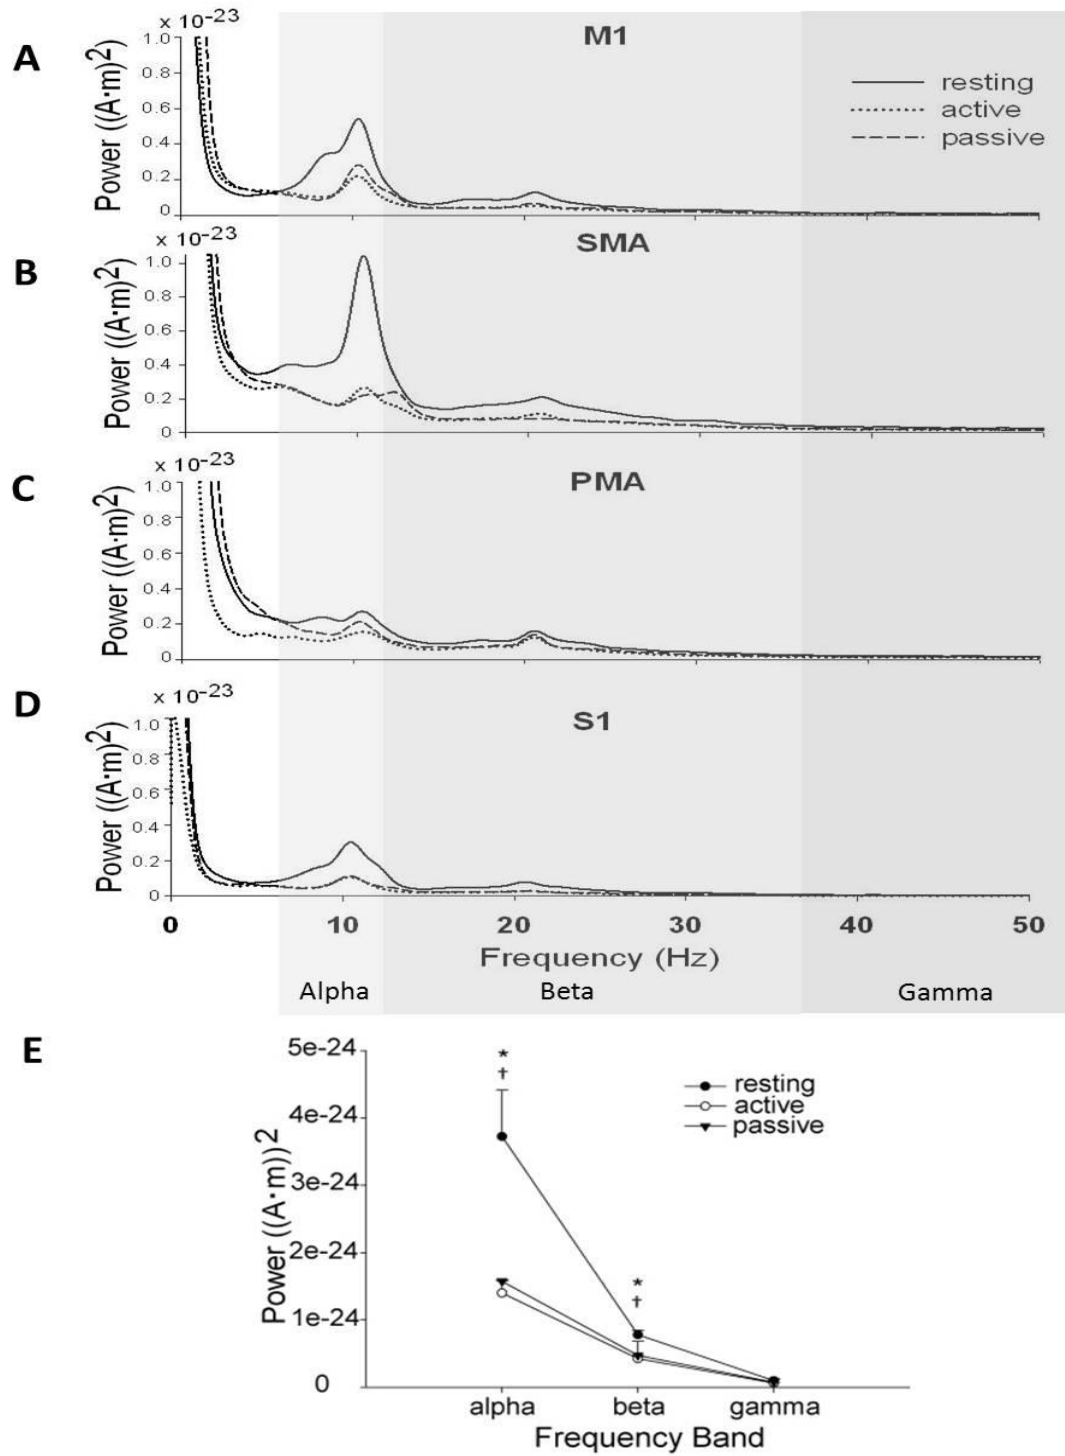 A
x 10-23
M1
Power ((A·m)2)
1.0
0.8
0.6
0.4
0.2
0
resting
active
passive
B
x 10-23
SMA
Power ((A·m)2)
1.0
0.8
0.6
0.4
0.2
0
C
x 10-23
PMA
Power ((A·m)2)
1.0
0.8
0.6
0.4
0.2
0
D
x 10-23
S1
Power ((A·m)2)
1.0
0.8
0.6
0.4
0.2
0
0 10 20 30 40 50
Frequency (Hz)
Alpha Beta Gamma
E
Power ((A·m))2
5e-24
4e-24
3e-24
2e-24
1e-24
0
*
†
*
†
resting
active
passive
alpha beta gamma
Frequency Band